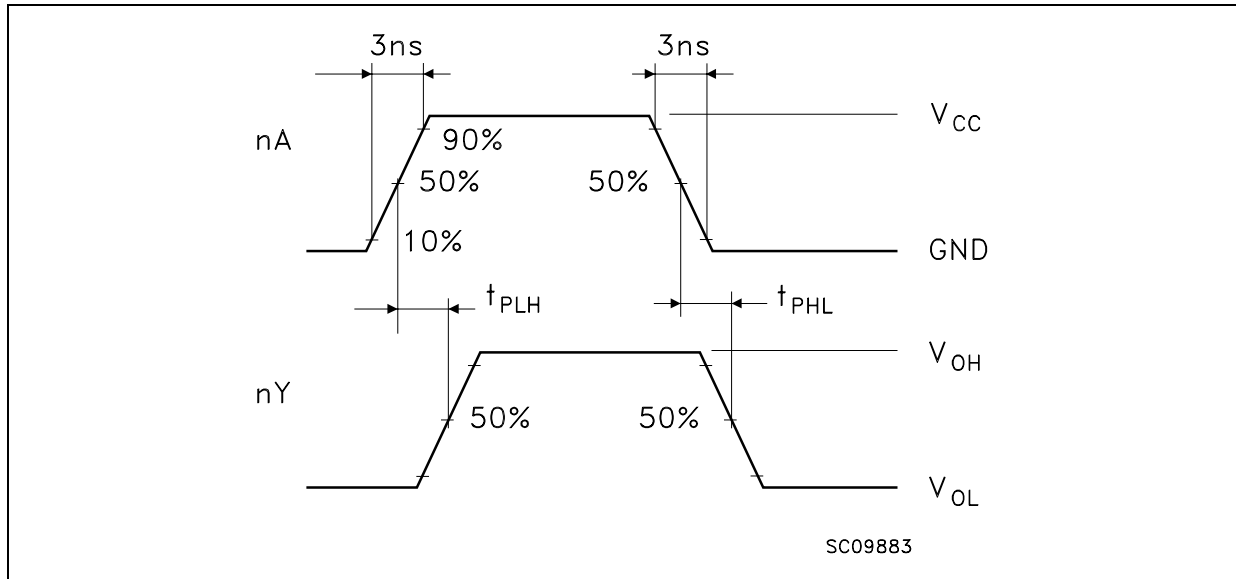 3ns 3ns
V_CC
nA
90%
50% 50%
10%
GND
t_PLH t_PHL
V_OH
nY
50% 50%
V_OL
SC09883